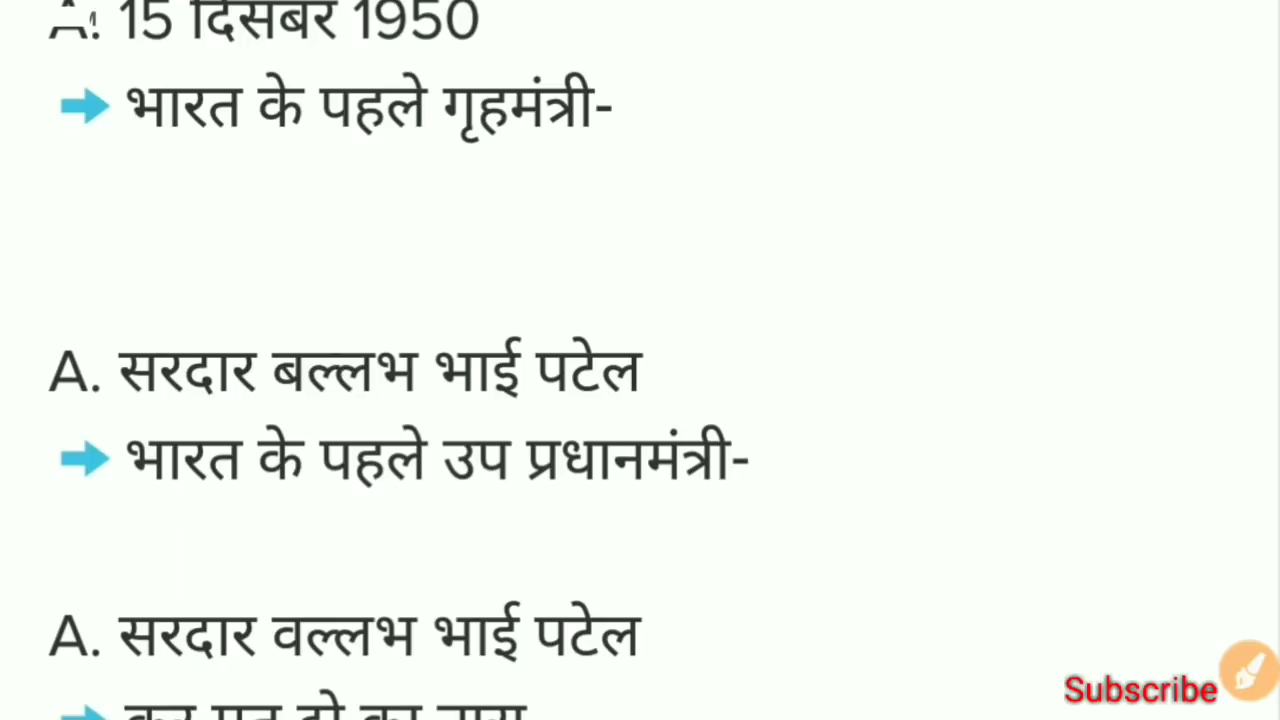 A. 15 दिसंबर 1950
➡ भारत के पहले गृहमंत्री-
A. सरदार बल्लभ भाई पटेल
➡ भारत के पहले उप प्रधानमंत्री-
A. सरदार वल्लभ भाई पटेल
Subscribe